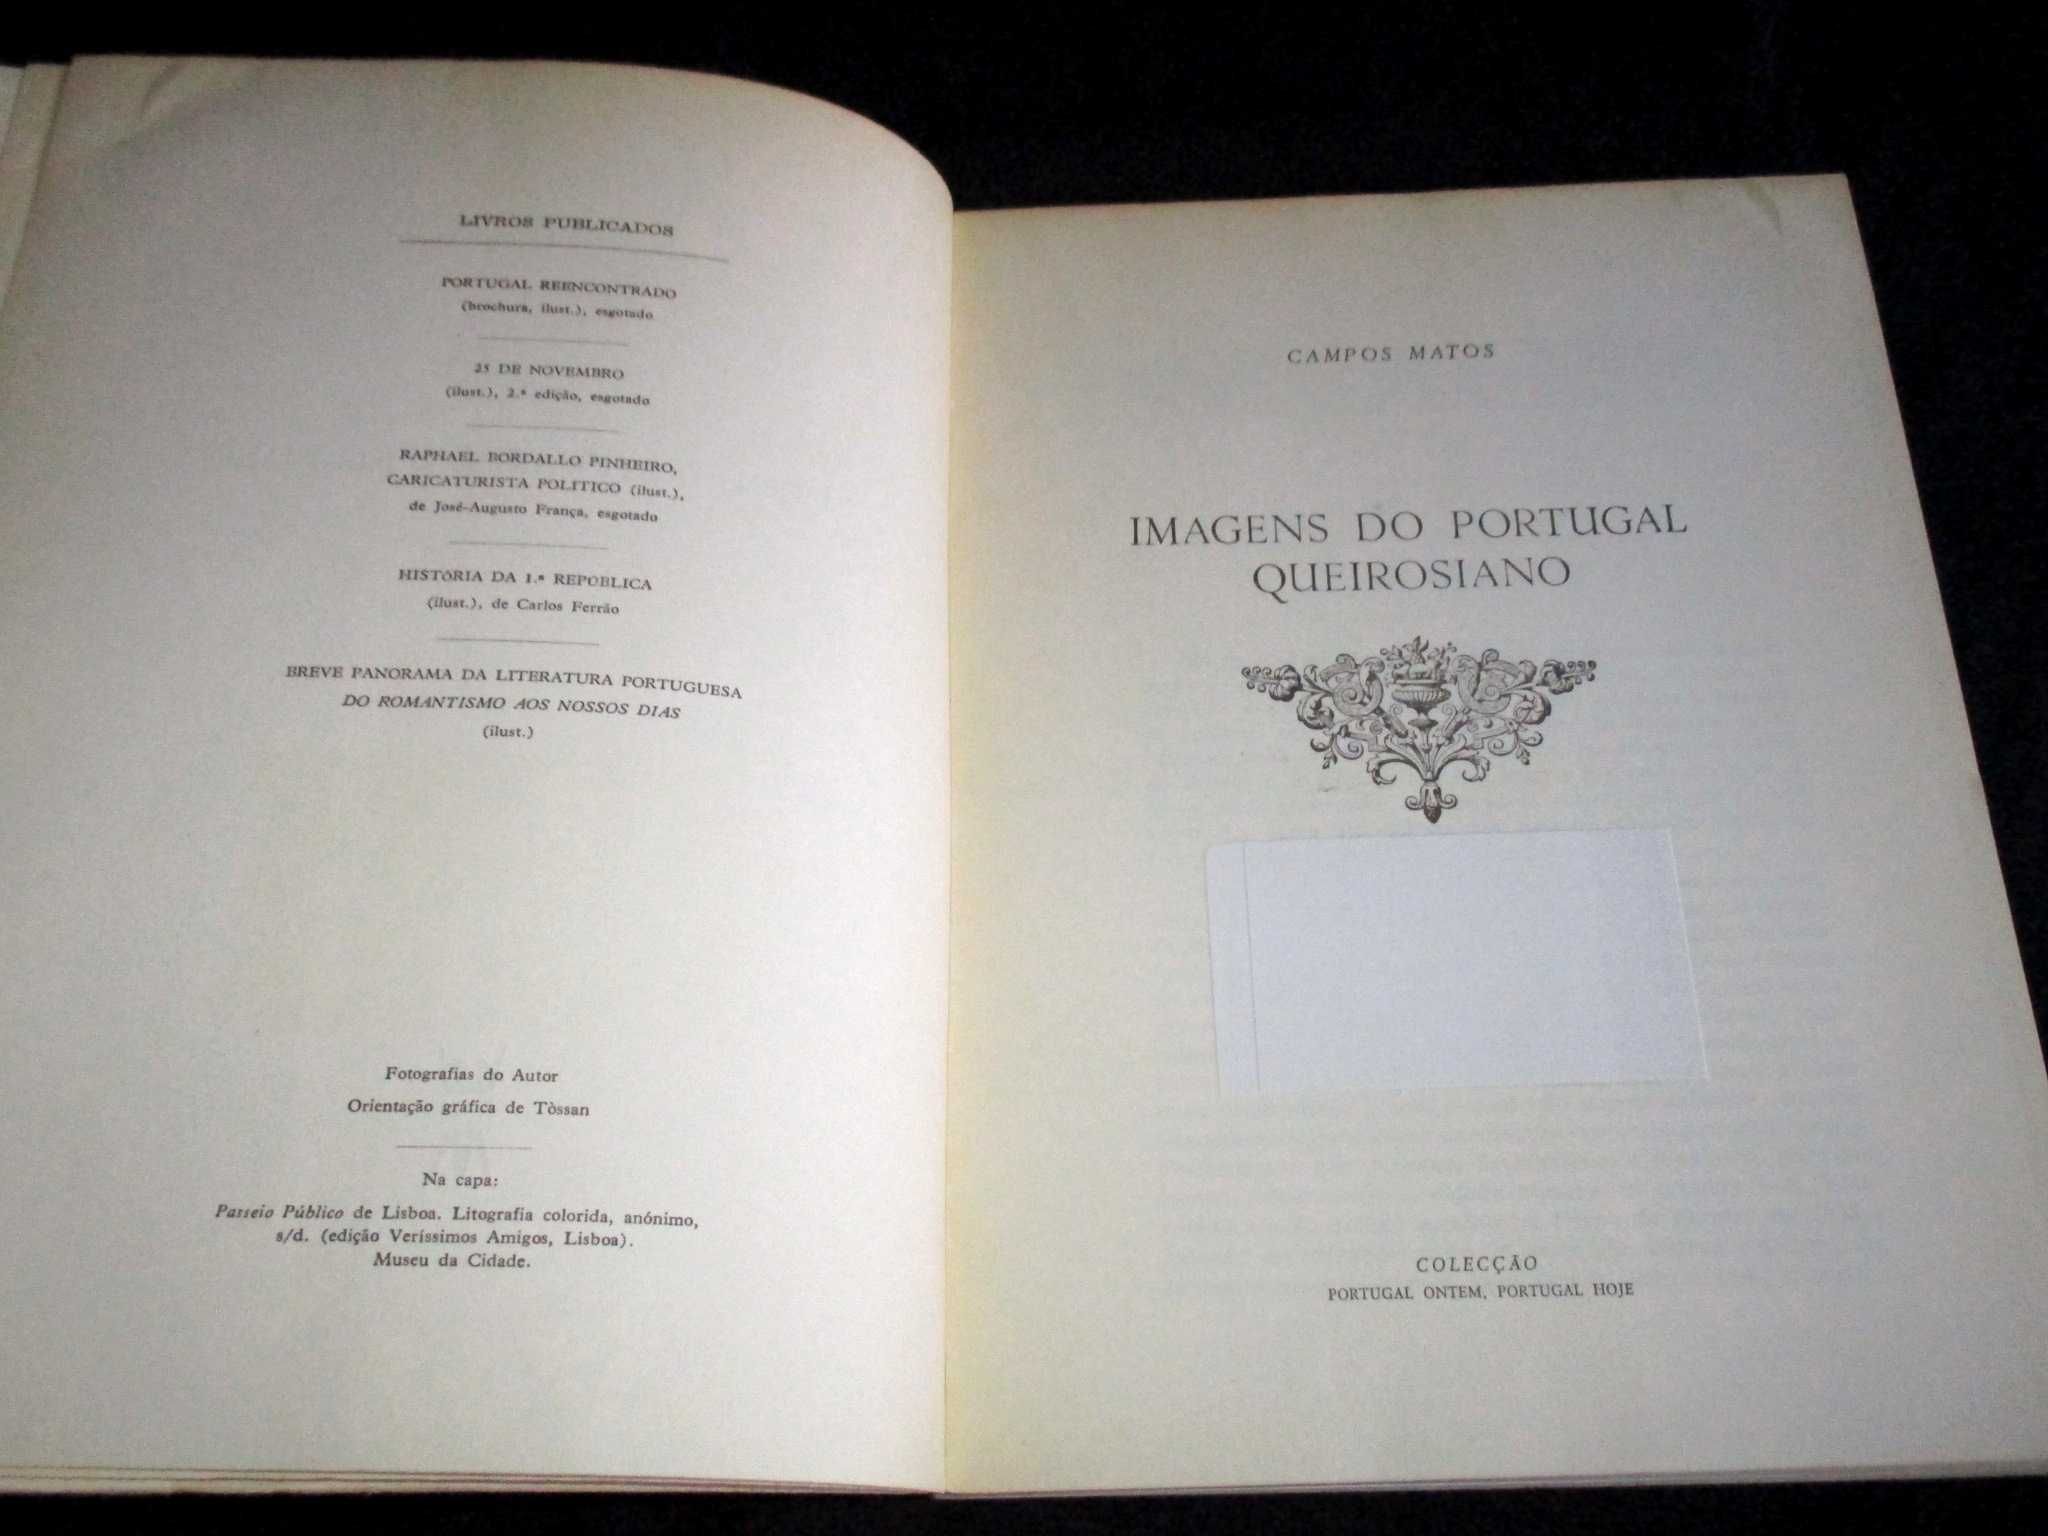 LIVROS PUBLICADOS
PORTUGAL REENCONTRADO
(brochura, ilust.), esgotado
25 DE NOVEMBRO
(ilust.), 2.ª edição, esgotado
RAPHAEL BORDALLO PINHEIRO,
CARICATURISTA POLITICO (ilust.),
de José-Augusto França, esgotado
HISTÓRIA DA 1.ª REPÚBLICA
(ilust.), de Carlos Ferrão
BREVE PANORAMA DA LITERATURA PORTUGUESA
DO ROMANTISMO AOS NOSSOS DIAS
(ilust.)
Fotografias do Autor
Orientação gráfica de Tòssan
Na capa:
Passeio Público de Lisboa. Litografia colorida, anónimo,
s/d. (edição Veríssimos Amigos, Lisboa).
Museu da Cidade.
CAMPOS MATOS
IMAGENS DO PORTUGAL
QUEIROSIANO
COLECÇÃO
PORTUGAL ONTEM, PORTUGAL HOJE